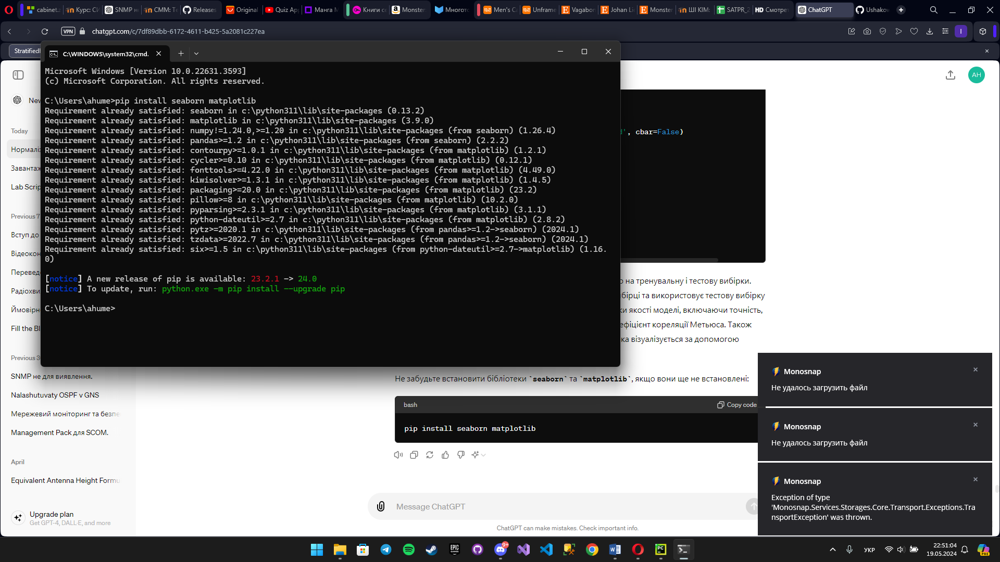 cabinet.
Курс: СИ
SNMP не
СММ: Те
Releases
Original
Quiz App
Манга М
Книги се
Monster
Многото
Men's Ca
Unframe
Vagabon
Johan Lie
Monster
ШІ КІМ:
SATPR_2
HD Смотрет
ChatGPT
Ushakov
VPN
chatgpt.com/c/7df89dbb-6172-4611-b425-5a2081c227ea
I
Stratified
C:\WINDOWS\system32\cmd.
Microsoft Windows [Version 10.0.22631.3593]
(c) Microsoft Corporation. All rights reserved.
C:\Users\ahume>pip install seaborn matplotlib
Requirement already satisfied: seaborn in c:\python311\lib\site-packages (0.13.2)
Requirement already satisfied: matplotlib in c:\python311\lib\site-packages (3.9.0)
Requirement already satisfied: numpy!=1.24.0,>=1.20 in c:\python311\lib\site-packages (from seaborn) (1.26.4)
Requirement already satisfied: pandas>=1.2 in c:\python311\lib\site-packages (from seaborn) (2.2.2)
Requirement already satisfied: contourpy>=1.0.1 in c:\python311\lib\site-packages (from matplotlib) (1.2.1)
Requirement already satisfied: cycler>=0.10 in c:\python311\lib\site-packages (from matplotlib) (0.12.1)
Requirement already satisfied: fonttools>=4.22.0 in c:\python311\lib\site-packages (from matplotlib) (4.49.0)
Requirement already satisfied: kiwisolver>=1.3.1 in c:\python311\lib\site-packages (from matplotlib) (1.4.5)
Requirement already satisfied: packaging>=20.0 in c:\python311\lib\site-packages (from matplotlib) (23.2)
Requirement already satisfied: pillow>=8 in c:\python311\lib\site-packages (from matplotlib) (10.2.0)
Requirement already satisfied: pyparsing>=2.3.1 in c:\python311\lib\site-packages (from matplotlib) (3.1.1)
Requirement already satisfied: python-dateutil>=2.7 in c:\python311\lib\site-packages (from matplotlib) (2.8.2)
Requirement already satisfied: pytz>=2020.1 in c:\python311\lib\site-packages (from pandas>=1.2->seaborn) (2024.1)
Requirement already satisfied: tzdata>=2022.7 in c:\python311\lib\site-packages (from pandas>=1.2->seaborn) (2024.1)
Requirement already satisfied: six>=1.5 in c:\python311\lib\site-packages (from python-dateutil>=2.7->matplotlib) (1.16.
0)
[notice] A new release of pip is available: 23.2.1 -> 24.0
[notice] To update, run: python.exe -m pip install --upgrade pip
C:\Users\ahume>
AH
New
Today
Нормаліз
Завантаж
Lab Scrip
Previous 7
Вступ до
Відеокон
Переведе
Радіохви
Ймовірні
Fill the Bl
Previous 3
SNMP не для виявлення.
Nalashutuvaty OSPF v GNS
Мережевий моніторинг та безпе
Management Pack для SCOM.
April
Equivalent Antenna Height Formu
Upgrade plan
Get GPT-4, DALL·E, and more
d', cbar=False)
о на тренувальну і тестову вибірки.
бірці та використовує тестову вибірку
ки якості моделі, включаючи точність,
ефіцієнт кореляції Метьюса. Також
ка візуалізується за допомогою
Не забудьте встановити бібліотеки `seaborn` та `matplotlib`, якщо вони ще не встановлені:
bash
Copy code
pip install seaborn matplotlib
Message ChatGPT
ChatGPT can make mistakes. Check important info.
Monosnap
Не удалось загрузить файл
Monosnap
Не удалось загрузить файл
Monosnap
Exception of type
'Monosnap.Services.Storages.Core.Transport.Exceptions.Tra
nsportException' was thrown.
EPIC
GAMES
9+
PC
УКР
22:51:04
19.05.2024
PRE